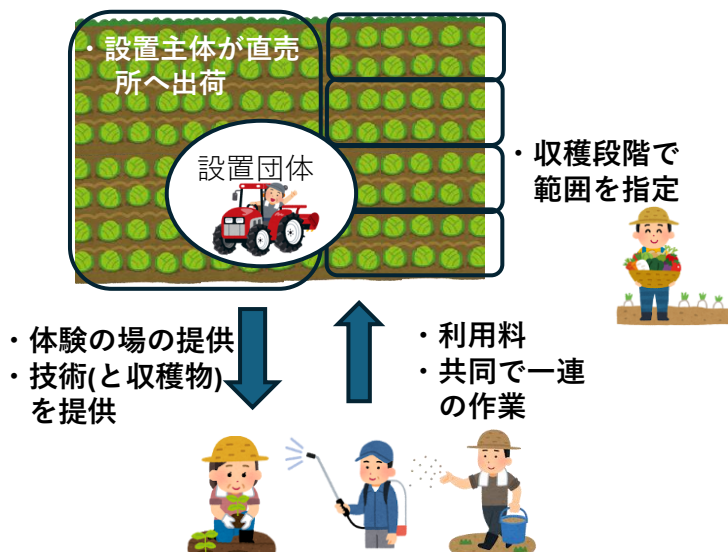 ・設置主体が直売
所へ出荷
設置団体
・収穫段階で
範囲を指定
・体験の場の提供
・技術(と収穫物)
を提供
・利用料
・共同で一連
の作業